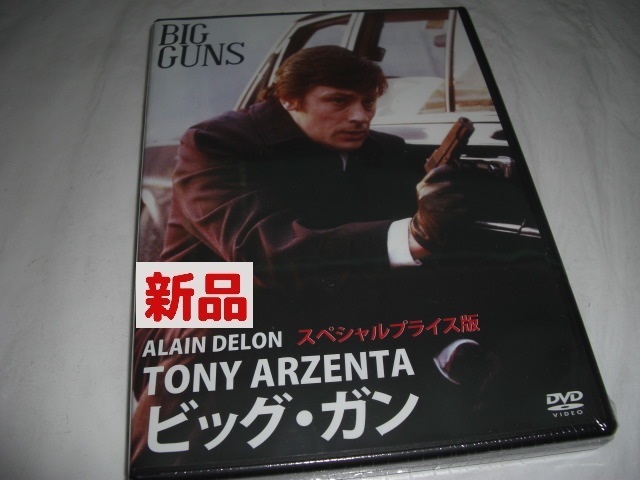 BIG
GUNS
新品
ALAIN DELON スペシャルプライス版
TONY ARZENTA
ビッグ・ガン
DVD
VIDEO